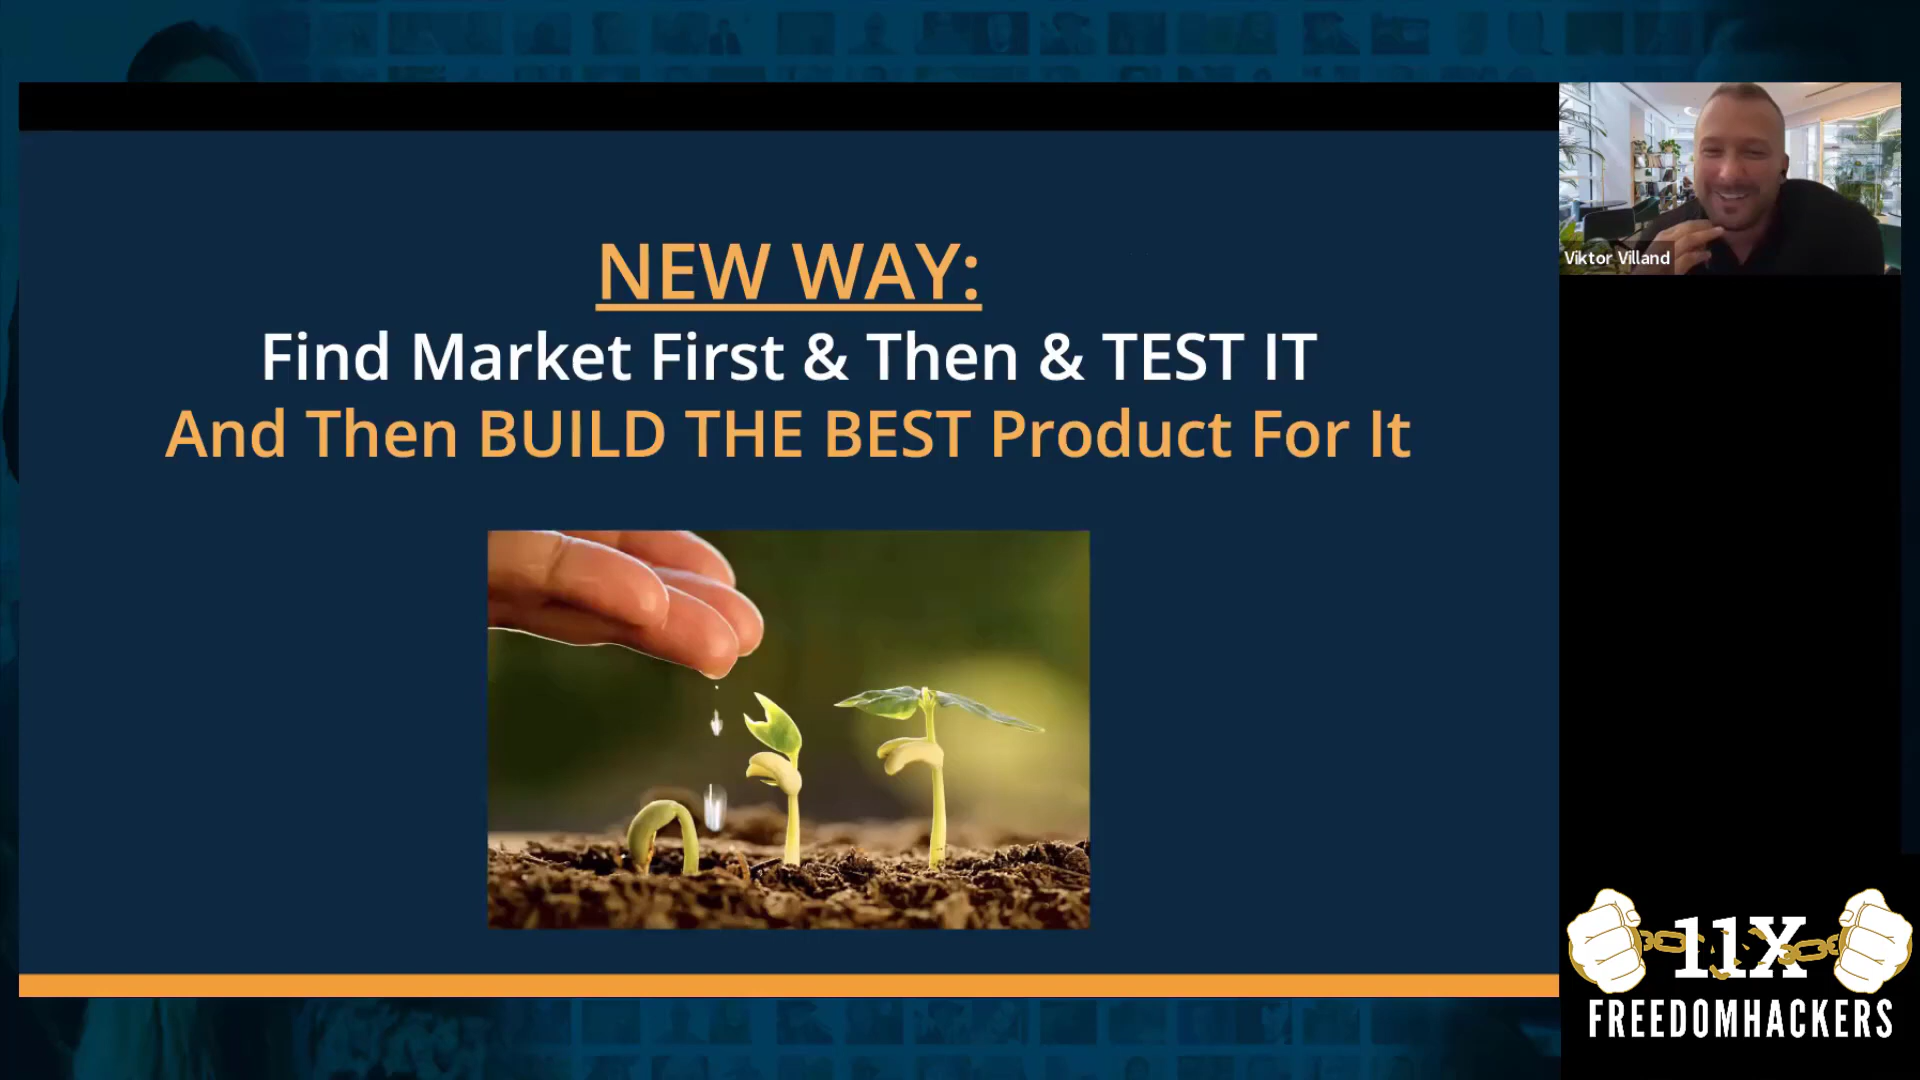 NEW WAY:
Find Market First & Then & TEST IT
And Then BUILD THE BEST Product For It
Viktor Villand
11X
FREEDOMHACKERS